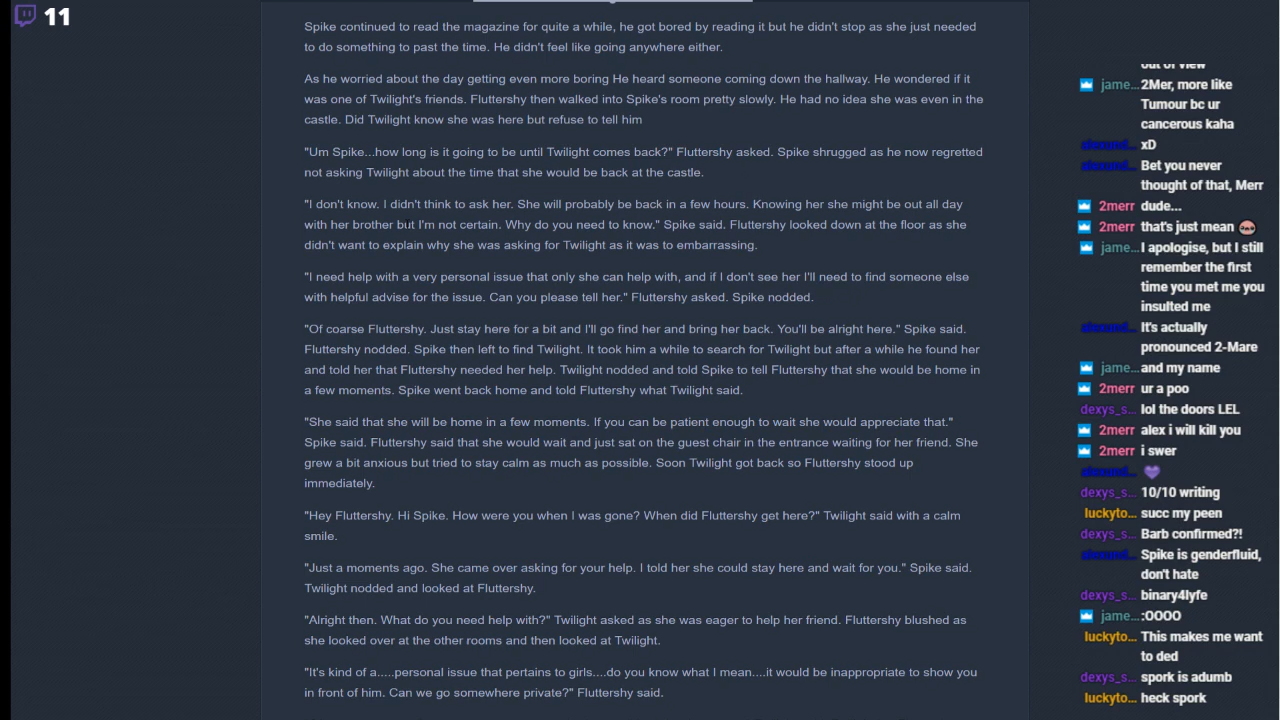 11
Spike continued to read the magazine for quite a while, he got bored by reading it but he didn't stop as she just needed
to do something to past the time. He didn't feel like going anywhere either.
As he worried about the day getting even more boring He heard someone coming down the hallway. He wondered if it
was one of Twilight's friends. Fluttershy then walked into Spike's room pretty slowly. He had no idea she was even in the
castle. Did Twilight know she was here but refuse to tell him
"Um Spike...how long is it going to be until Twilight comes back?" Fluttershy asked. Spike shrugged as he now regretted
not asking Twilight about the time that she would be back at the castle.
"I don't know. I didn't think to ask her. She will probably be back in a few hours. Knowing her she might be out all day
with her brother but I'm not certain. Why do you need to know." Spike said. Fluttershy looked down at the floor as she
didn't want to explain why she was asking for Twilight as it was to embarrassing.
"I need help with a very personal issue that only she can help with, and if I don't see her I'll need to find someone else
with helpful advise for the issue. Can you please tell her." Fluttershy asked. Spike nodded.
"Of coarse Fluttershy. Just stay here for a bit and I'll go find her and bring her back. You'll be alright here." Spike said.
Fluttershy nodded. Spike then left to find Twilight. It took him a while to search for Twilight but after a while he found her
and told her that Fluttershy needed her help. Twilight nodded and told Spike to tell Fluttershy that she would be home in
a few moments. Spike went back home and told Fluttershy what Twilight said.
"She said that she will be home in a few moments. If you can be patient enough to wait she would appreciate that."
Spike said. Fluttershy said that she would wait and just sat on the guest chair in the entrance waiting for her friend. She
grew a bit anxious but tried to stay calm as much as possible. Soon Twilight got back so Fluttershy stood up
immediately.
"Hey Fluttershy. Hi Spike. How were you when I was gone? When did Fluttershy get here?" Twilight said with a calm
smile.
"Just a moments ago. She came over asking for your help. I told her she could stay here and wait for you." Spike said.
Twilight nodded and looked at Fluttershy.
"Alright then. What do you need help with?" Twilight asked as she was eager to help her friend. Fluttershy blushed as
she looked over at the other rooms and then looked at Twilight.
"It's kind of a.....personal issue that pertains to girls....do you know what I mean....it would be inappropriate to show you
in front of him. Can we go somewhere private?" Fluttershy said.
out of view
jame... 2Mer, more like
Tumour bc ur
cancerous kaha
alexand... xD
alexand... Bet you never
thought of that, Merr
2merr dude...
2merr that's just mean
jame... I apologise, but I still
remember the first
time you met me you
insulted me
alexand... It's actually
pronounced 2-Mare
jame... and my name
2merr ur a poo
dexys_s... lol the doors LEL
2merr alex i will kill you
2merr i swer
alexand...
dexys_s... 10/10 writing
luckyto... succ my peen
dexys_s... Barb confirmed?!
alexand... Spike is genderfluid,
don't hate
dexys_s... binary4lyfe
jame... :OOOO
luckyto... This makes me want
to ded
dexys_s... spork is adumb
luckyto... heck spork